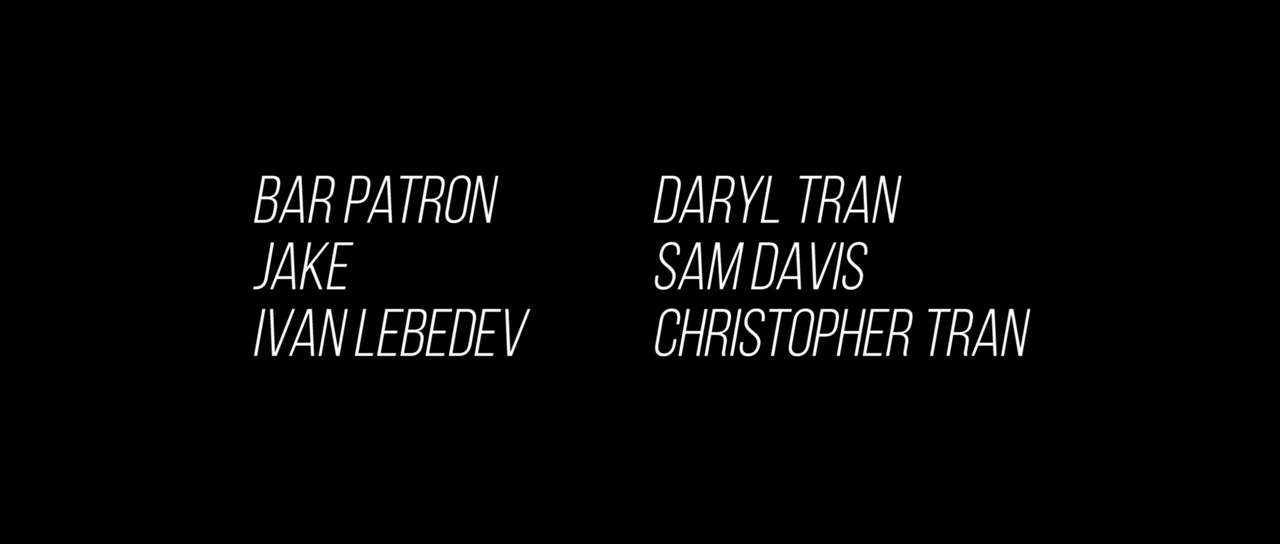 BAR PATRON DARYL TRAN
JAKE SAM DAVIS
IVAN LEBEDEV CHRISTOPHER TRAN